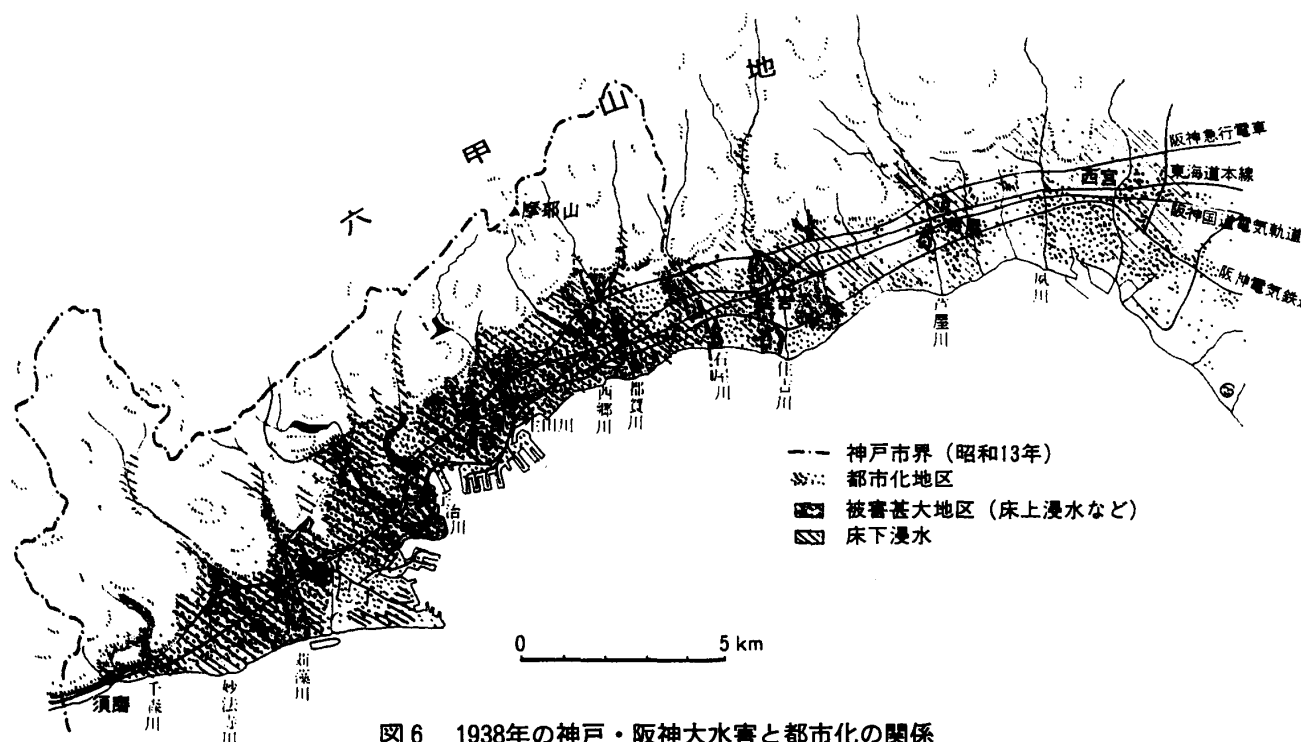 六
甲
山
地
摩耶山
阪神急行電車
東海道本線
西宮
阪神国道電気軌道
阪神電気鉄道
夙川
芦屋川
住吉川
石屋川
都賀川
西郷川
生田川
宇治川
苅藻川
妙法寺川
千森川
須磨
神戸市界（昭和13年）
都市化地区
被害甚大地区（床上浸水など）
床下浸水
0 5 km
図6 1938年の神戸・阪神大水害と都市化の関係